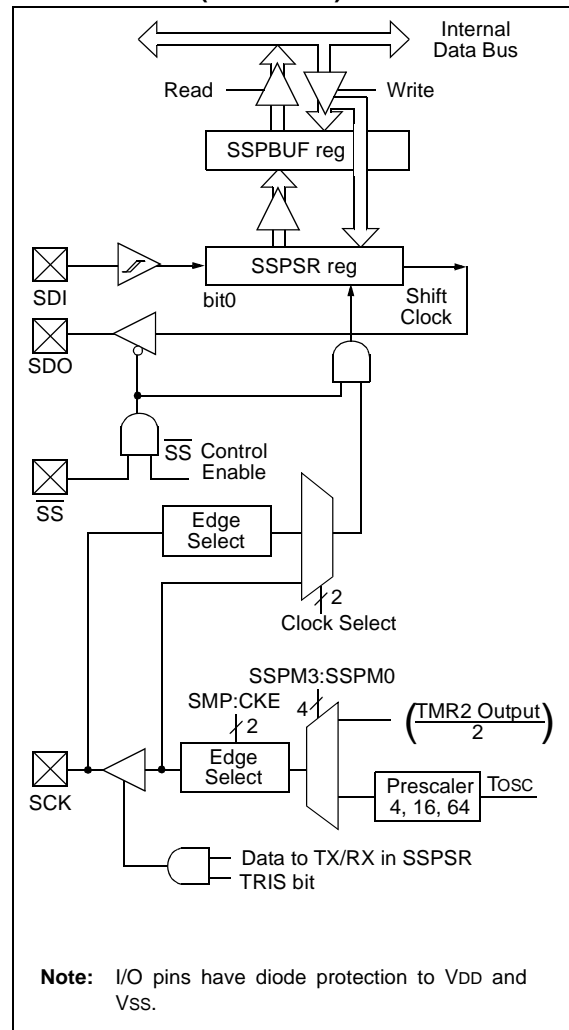 Internal
Data Bus
Read
Write
SSPBUF reg
SSPSR reg
SDI
bit0
Shift
Clock
SDO
SS Control
Enable
SS
Edge
Select
2
Clock Select
SSPM3:SSPM0
SMP:CKE
4
(TMR2 Output)
2
2
Edge
Select
Prescaler
4, 16, 64
TOSC
SCK
Data to TX/RX in SSPSR
TRIS bit
Note: I/O pins have diode protection to VDD and
VSS.